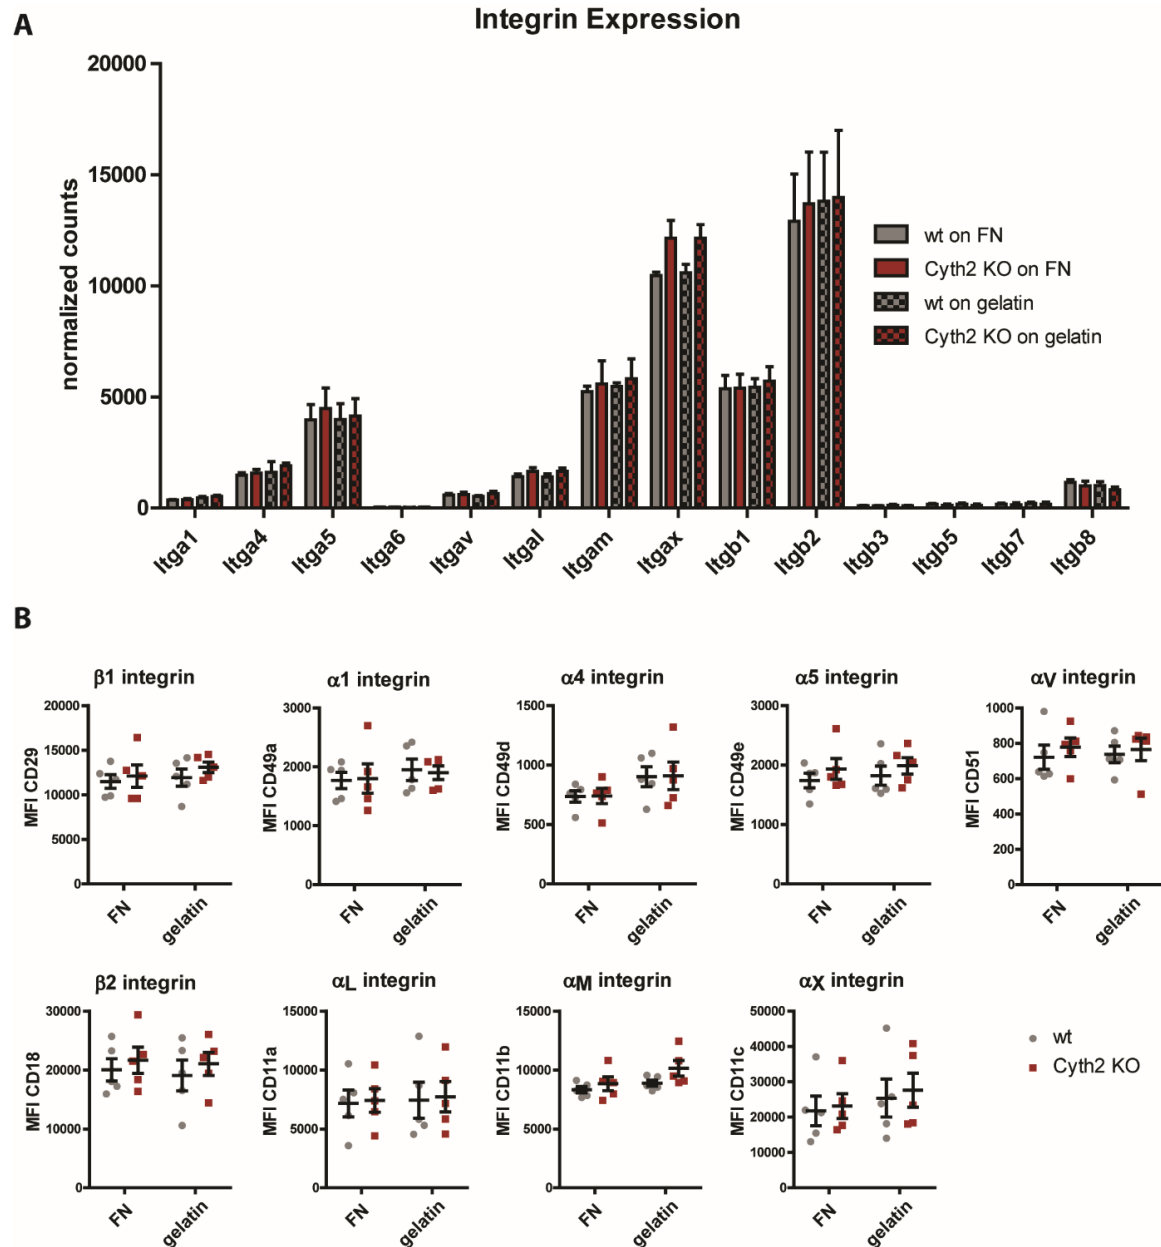 A
Integrin Expression
normalized counts
20000
15000
10000
5000
0
wt on FN
Cyth2 KO on FN
wt on gelatin
Cyth2 KO on gelatin
Itga1
Itga4
Itga5
Itga6
Itgav
Itgal
Itgam
Itgax
Itgb1
Itgb2
Itgb3
Itgb5
Itgb7
Itgb8
B
β1 integrin
MFI CD29
20000
15000
10000
5000
0
FN
gelatin
α1 integrin
MFI CD49a
3000
2000
1000
0
FN
gelatin
α4 integrin
MFI CD49d
1500
1000
500
0
FN
gelatin
α5 integrin
MFI CD49e
3000
2000
1000
0
FN
gelatin
αV integrin
MFI CD51
1000
800
600
400
200
0
FN
gelatin
β2 integrin
MFI CD18
30000
20000
10000
0
FN
gelatin
αL integrin
MFI CD11a
15000
10000
5000
0
FN
gelatin
αM integrin
MFI CD11b
15000
10000
5000
0
FN
gelatin
αX integrin
MFI CD11c
50000
40000
30000
20000
10000
0
FN
gelatin
wt
Cyth2 KO